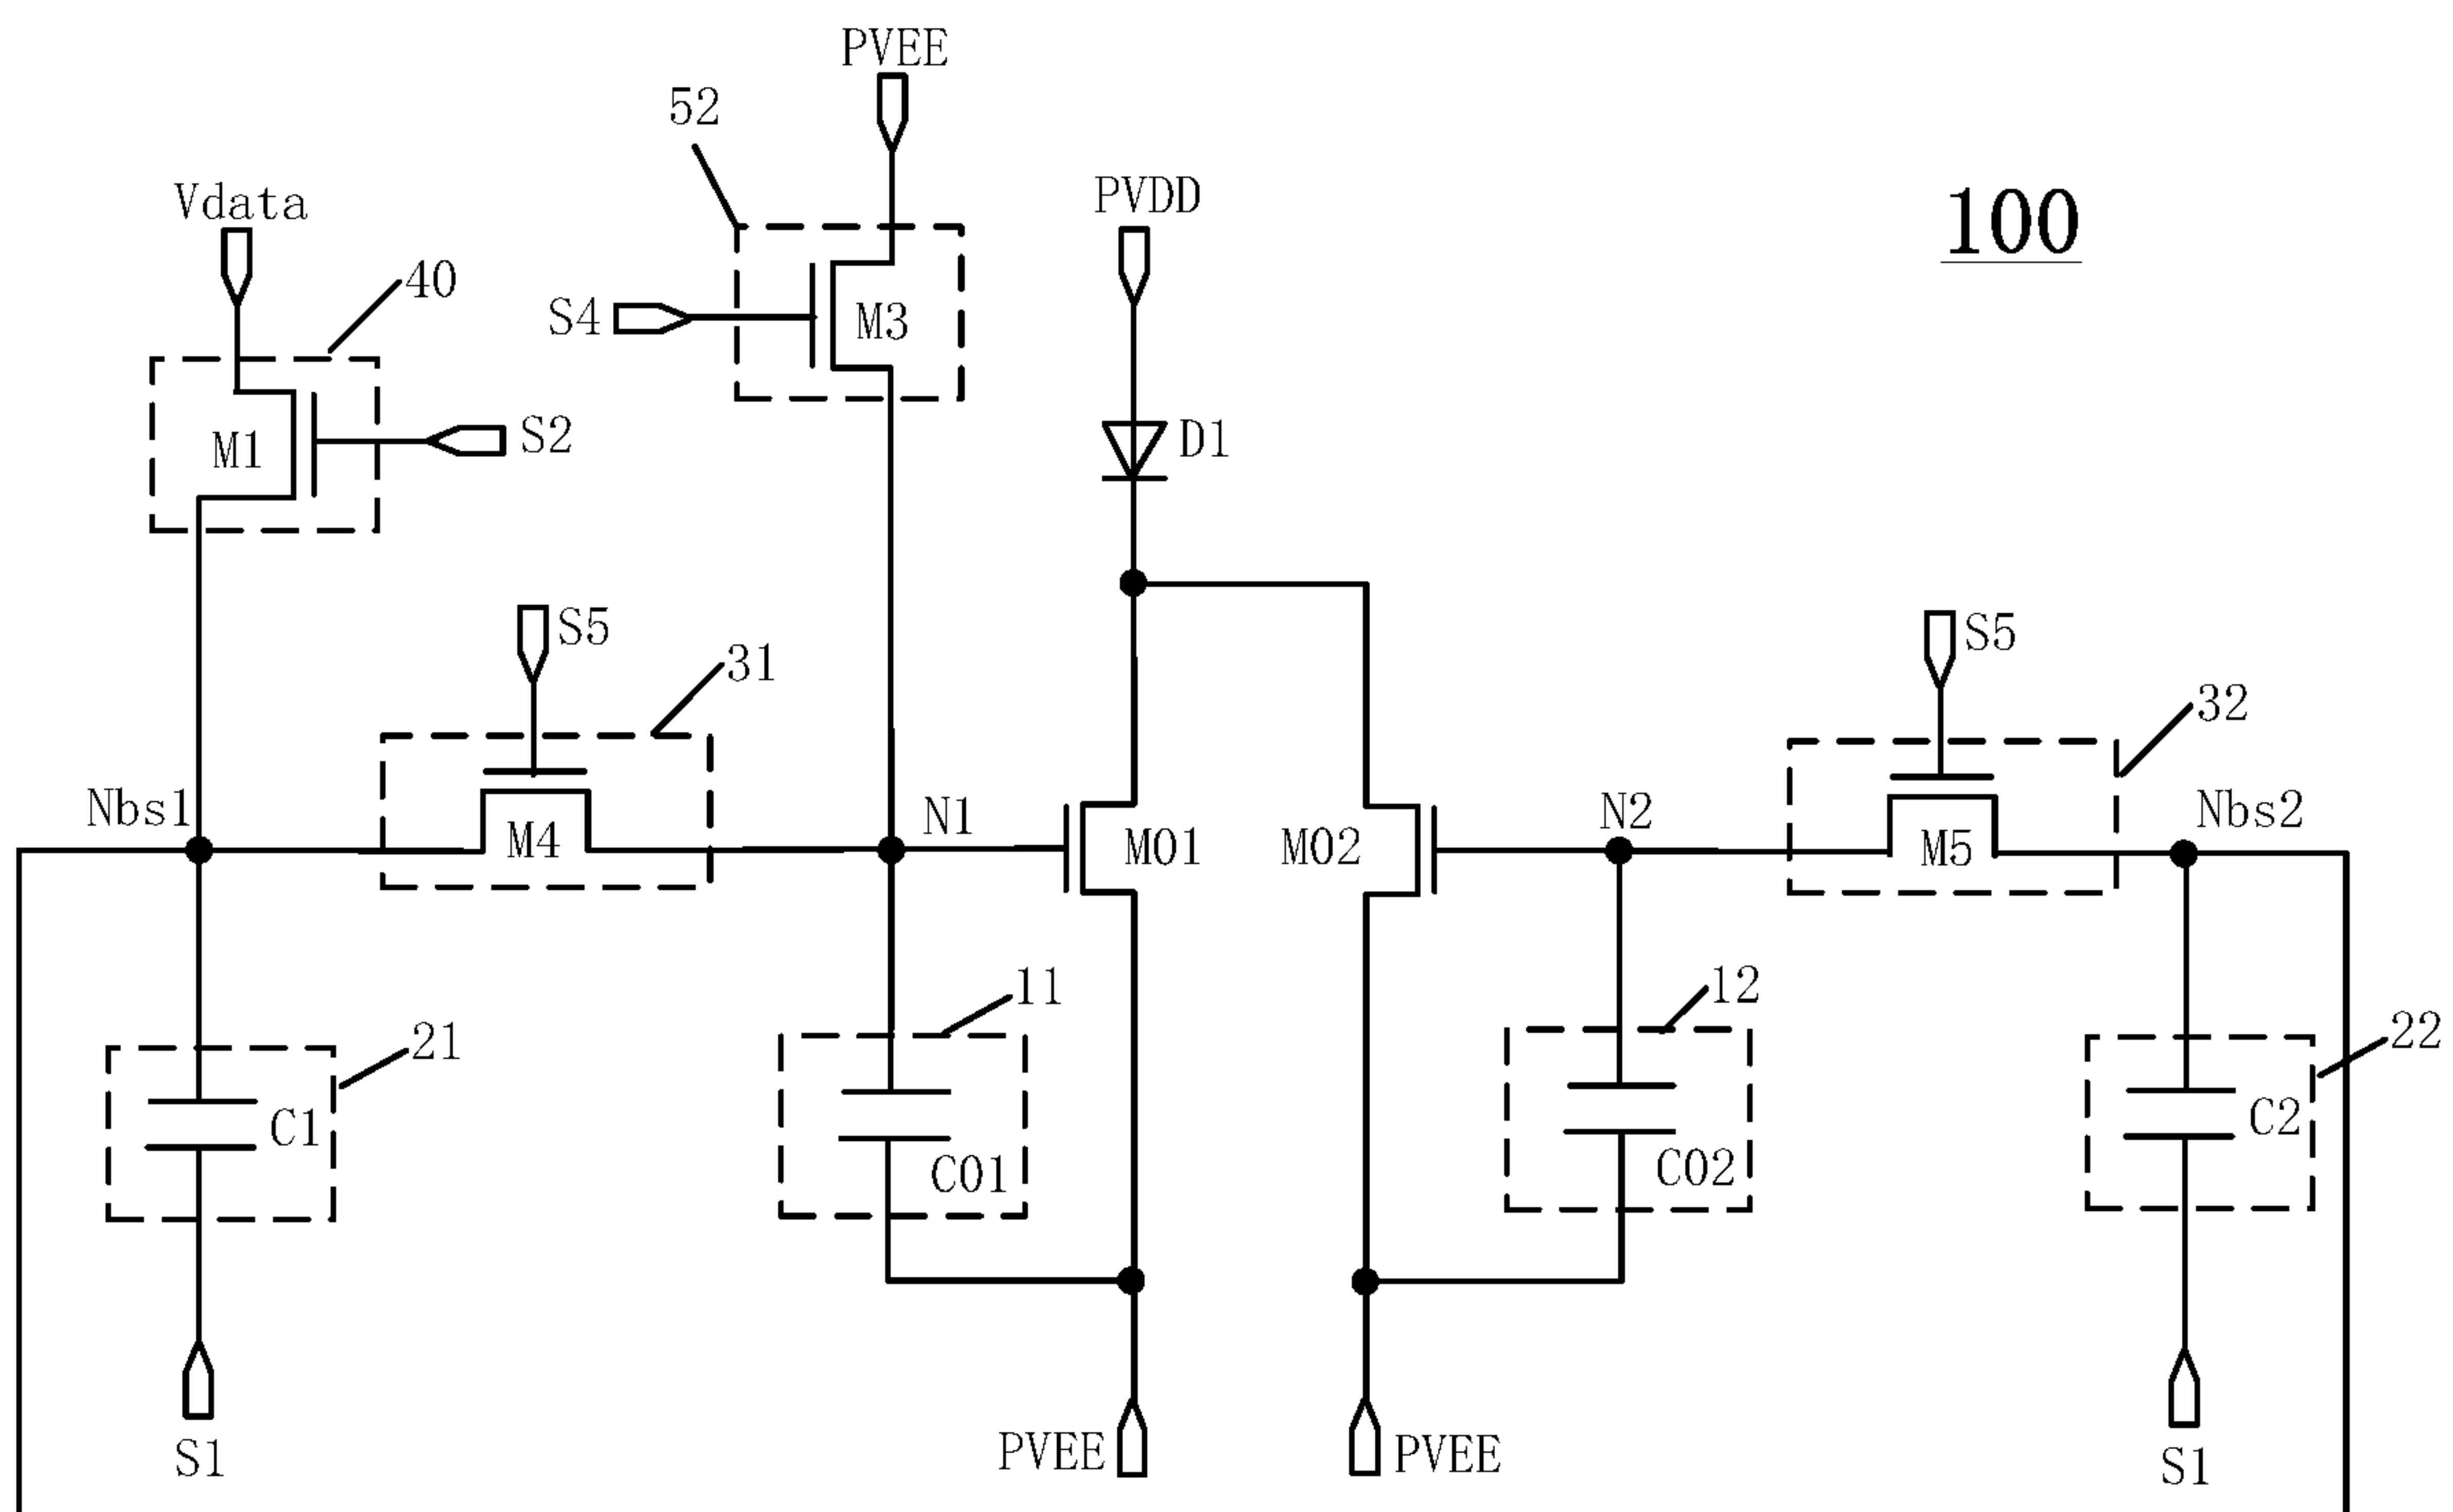 PVEE
52
Vdata
PVDD
100
40
S4
M3
M1
S2
D1
S5
S5
31
32
Nbs1
M4
N1
M01
M02
N2
M5
Nbs2
11
12
21
22
C1
C01
C02
C2
S1
PVEE
PVEE
S1